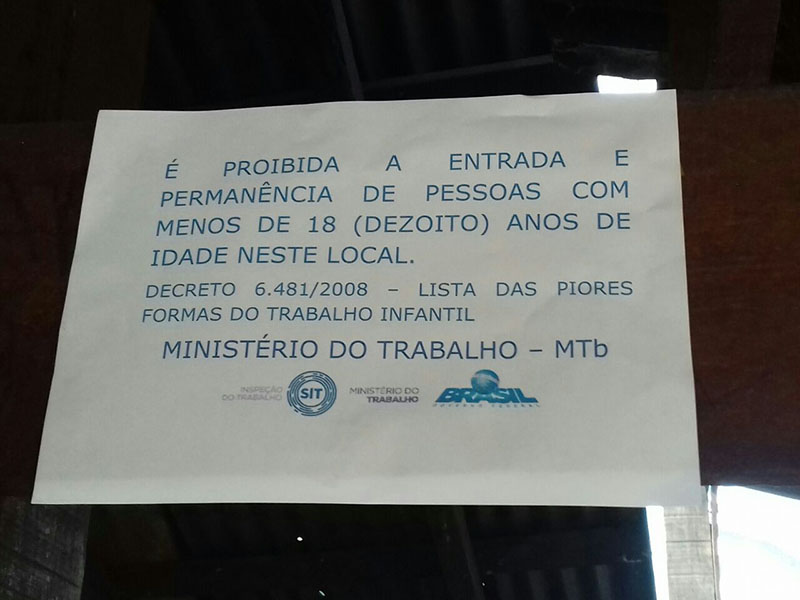 É PROIBIDA A ENTRADA E
PERMANÊNCIA DE PESSOAS COM
MENOS DE 18 (DEZOITO) ANOS DE
IDADE NESTE LOCAL.
DECRETO 6.481/2008 – LISTA DAS PIORES
FORMAS DO TRABALHO INFANTIL
MINISTÉRIO DO TRABALHO – MTb
INSPEÇÃO
DO TRABALHO
SIT
MINISTÉRIO DO
TRABALHO
BRASIL
GOVERNO FEDERAL